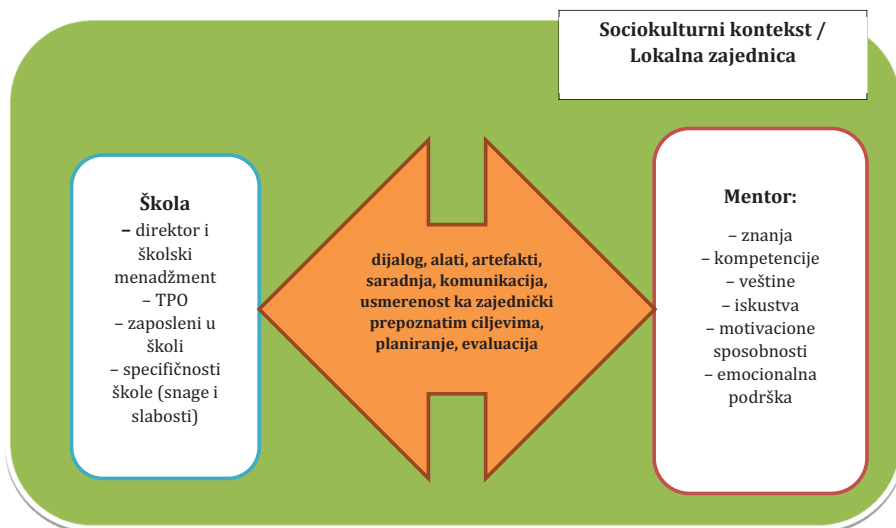 Sociokulturni kontekst /
Lokalna zajednica
Škola
– direktor i
školski
menadžment
– TPO
– zaposleni u
školi
– specifičnosti
škole (snage i
slabosti)
dijalog, alati, artefakti,
saradnja, komunikacija,
usmerenost ka zajednički
prepoznatim ciljevima,
planiranje, evaluacija
Mentor:
– znanja
– kompetencije
– veštine
– iskustva
– motivacione
sposobnosti
– emocionalna
podrška